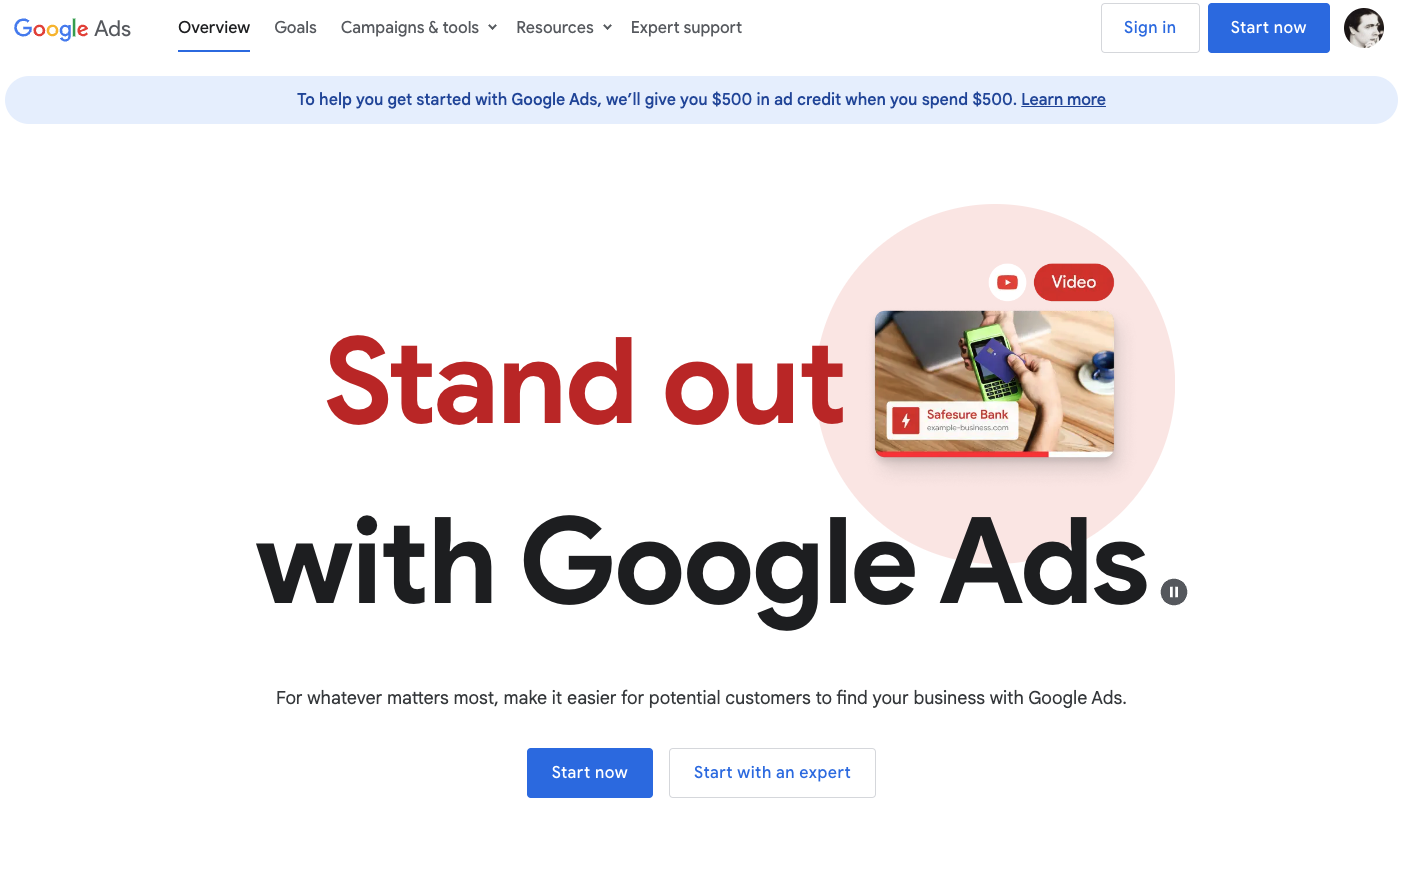 Google Ads
Overview
Goals
Campaigns & tools
Resources
Expert support
Sign in
Start now
To help you get started with Google Ads, we’ll give you $500 in ad credit when you spend $500. Learn more
Video
Stand out
Safesure Bank
example-business.com
with Google Ads.
For whatever matters most, make it easier for potential customers to find your business with Google Ads.
Start now
Start with an expert